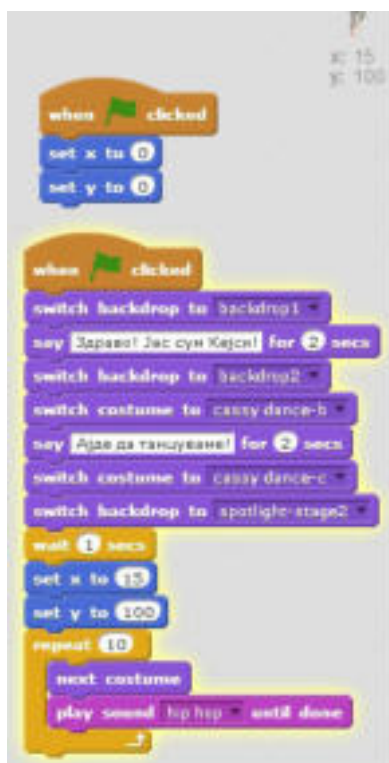 x: 15
y: 100
when clicked
set x to 0
set y to 0
when clicked
switch backdrop to backdrop1
say Здраво! Јас сум Кејси! for 2 secs
switch backdrop to backdrop2
switch costume to cassy dance-b
say Ајде да танцуваме! for 2 secs
switch costume to cassy dance-c
switch backdrop to spotlight-stage2
wait 1 secs
set x to 15
set y to 100
repeat 10
next costume
play sound hip hop until done